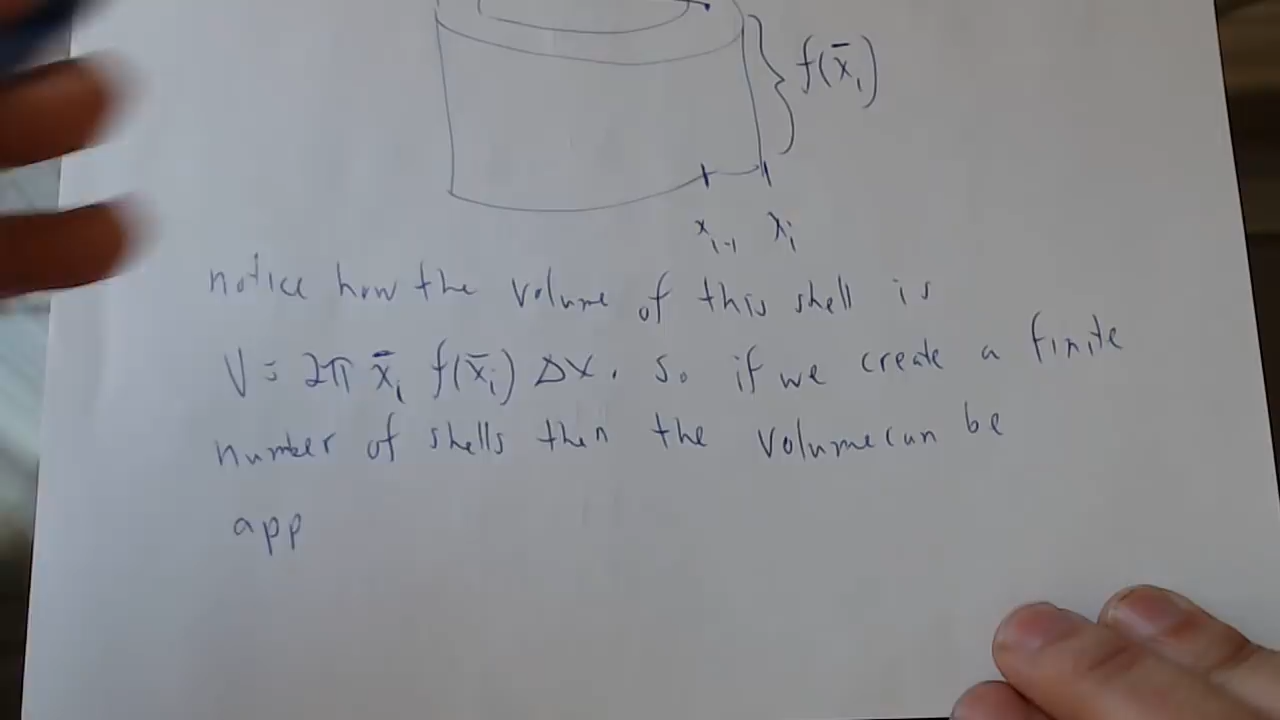 f(x̄ᵢ)
xᵢ₋₁ xᵢ
notice how the volume of this shell is
V = 2π x̄ᵢ f(x̄ᵢ) Δx. So if we create a finite
number of shells then the volume can be
app